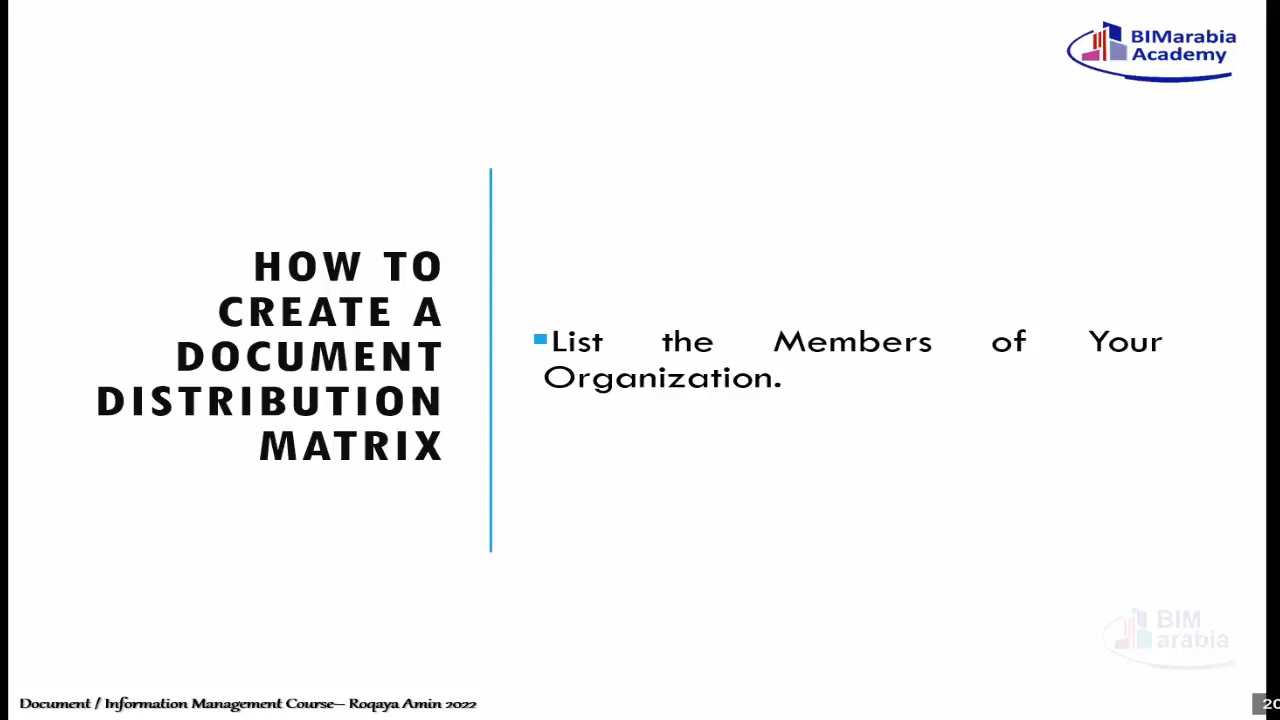 BIMarabia
Academy
HOW TO
CREATE A
DOCUMENT
DISTRIBUTION
MATRIX
▪List the Members of Your
Organization.
BIM
arabia
Document / Information Management Course– Roqaya Amin 2022
20